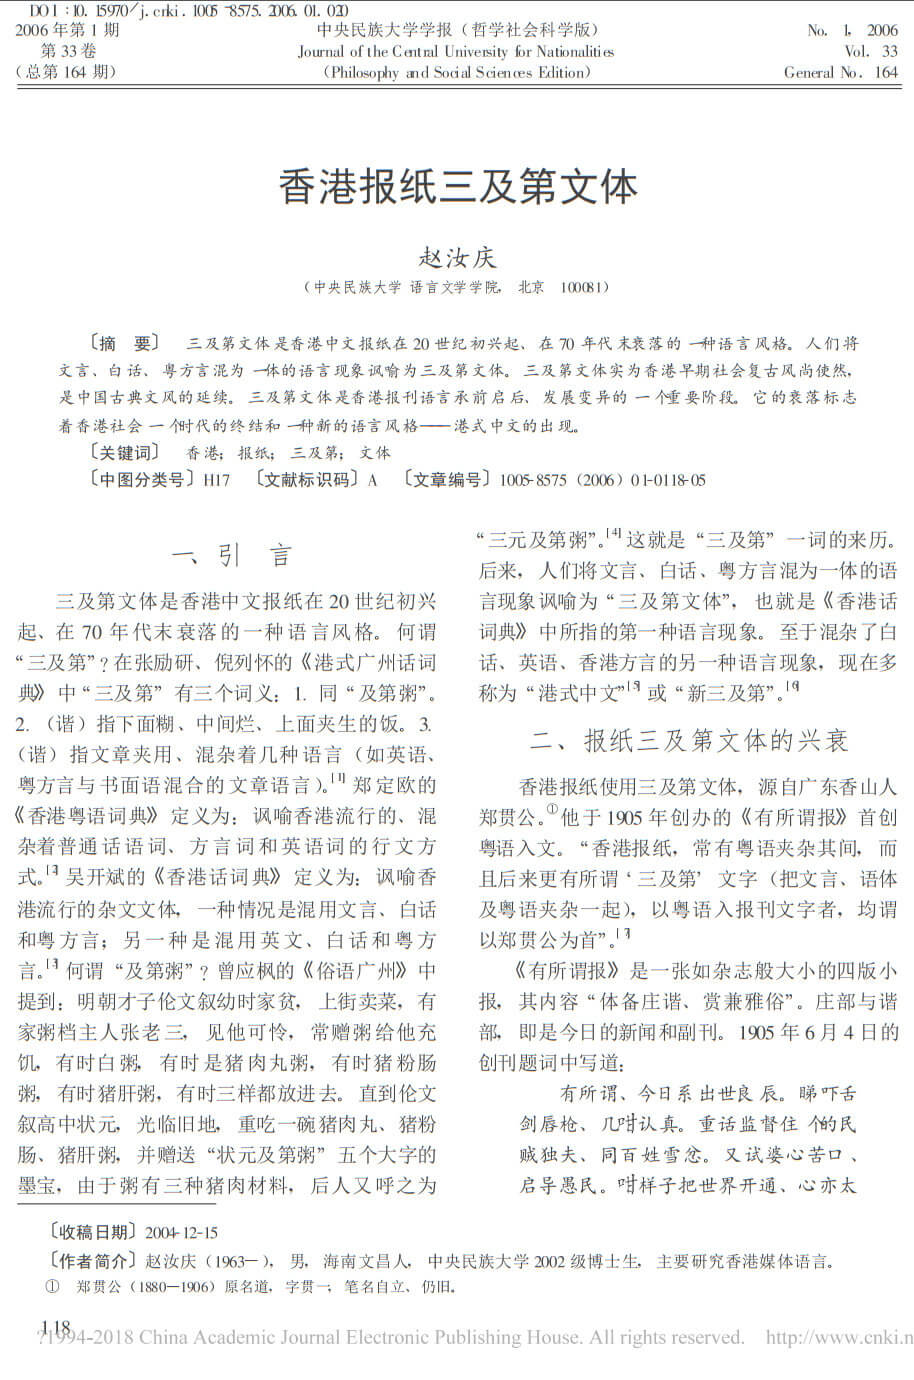 DOI:10.15970/j.cnki.1005-8575.2006.01.020
2006年第1期
第33卷
(总第164期)
中央民族大学学报(哲学社会科学版)
Journal of the Central University for Nationalities
(Philosophy and Social Sciences Edition)
No. 1, 2006
Vol. 33
General No. 164
香港报纸三及第文体
赵汝庆
(中央民族大学 语言文学学院, 北京 100081)
〔摘 要〕 三及第文体是香港中文报纸在20世纪初兴起、在70年代末衰落的一种语言风格。人们将
文言、白话、粤方言混为一体的语言现象讽喻为三及第文体。三及第文体实为香港早期社会复古风尚使然,
是中国古典文风的延续。三及第文体是香港报刊语言承前启后、发展变异的一个重要阶段。它的衰落标志
着香港社会一个时代的终结和一种新的语言风格——港式中文的出现。
〔关键词〕 香港; 报纸; 三及第; 文体
〔中图分类号〕H17 〔文献标识码〕A 〔文章编号〕1005-8575(2006)01-0118-05
一、引 言
三及第文体是香港中文报纸在20世纪初兴
起、在70年代末衰落的一种语言风格。何谓
“三及第”?在张励研、倪列怀的《港式广州话词
典》中“三及第”有三个词义: 1. 同“及第粥”。
2. (谐)指下面糊、中间烂、上面夹生的饭。3.
(谐)指文章夹用、混杂着几种语言(如英语、
粤方言与书面语混合的文章语言)。[1] 郑定欧的
《香港粤语词典》定义为: 讽喻香港流行的、混
杂着普通话语词、方言词和英语词的行文方
式。[2] 吴开斌的《香港话词典》定义为: 讽喻香
港流行的杂文文体, 一种情况是混用文言、白话
和粤方言; 另一种是混用英文、白话和粤方
言。[3] 何谓“及第粥”?曾应枫的《俗语广州》中
提到: 明朝才子伦文叙幼时家贫, 上街卖菜, 有
家粥档主人张老三, 见他可怜, 常赠粥给他充
饥, 有时白粥, 有时是猪肉丸粥, 有时猪粉肠
粥, 有时猪肝粥, 有时三样都放进去。直到伦文
叙高中状元, 光临旧地, 重吃一碗猪肉丸、猪粉
肠、猪肝粥, 并赠送“状元及第粥”五个大字的
墨宝, 由于粥有三种猪肉材料, 后人又呼之为
“三元及第粥”。[4] 这就是“三及第”一词的来历。
后来, 人们将文言、白话、粤方言混为一体的语
言现象讽喻为“三及第文体”, 也就是《香港话
词典》中所指的第一种语言现象。至于混杂了白
话、英语、香港方言的另一种语言现象, 现在多
称为“港式中文”[5] 或“新三及第”。[6]
二、报纸三及第文体的兴衰
香港报纸使用三及第文体, 源自广东香山人
郑贯公。① 他于1905年创办的《有所谓报》首创
粤语入文。“香港报纸, 常有粤语夹杂其间, 而
且后来更有所谓‘三及第’文字(把文言、语体
及粤语夹杂一起), 以粤语入报刊文字者, 均谓
以郑贯公为首”。[7]
《有所谓报》是一张如杂志般大小的四版小
报, 其内容“体备庄谐、赏兼雅俗”。庄部与谐
部, 即是今日的新闻和副刊。1905年6月4日的
创刊题词中写道:
有所谓、今日系出世良辰。睇吓舌
剑唇枪、几咁认真。重话监督住个的民
贼独夫、同百姓雪忿。又试婆心苦口、
启导愚民。咁样子把世界开通、心亦太
〔收稿日期〕2004-12-15
〔作者简介〕赵汝庆(1963—), 男, 海南文昌人, 中央民族大学2002级博士生, 主要研究香港媒体语言。
① 郑贯公(1880—1906)原名道, 字贯一; 笔名自立、仍旧。
118
?1994-2018 China Academic Journal Electronic Publishing House. All rights reserved. http://www.cnki.n